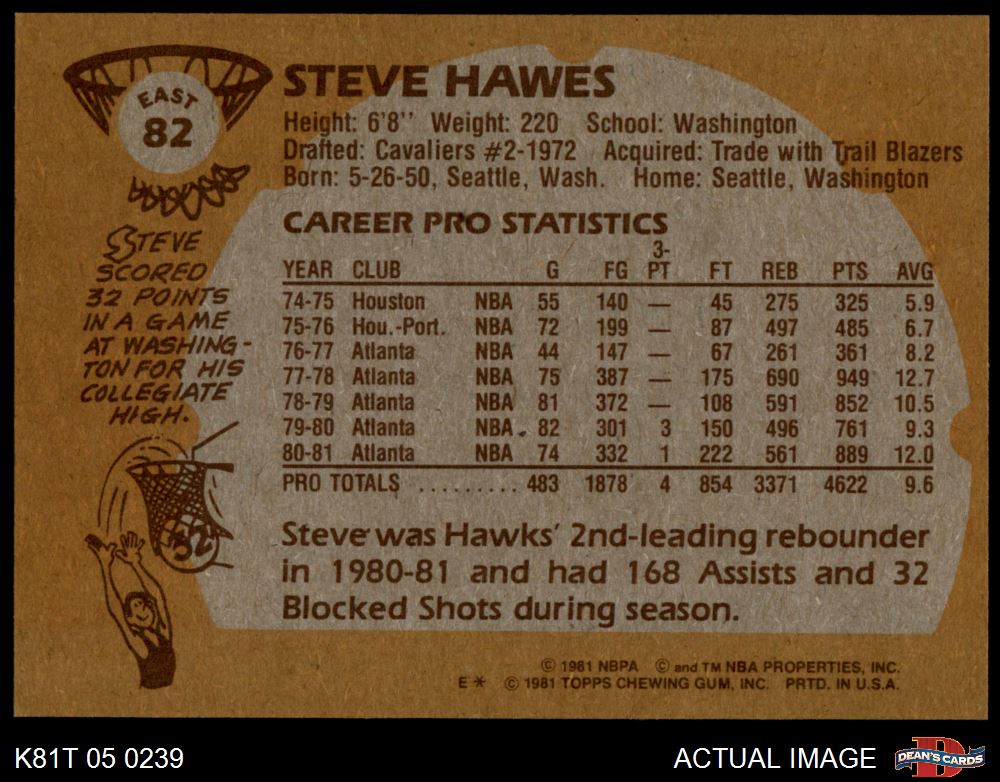 EAST
82
STEVE HAWES
Height: 6'8'' Weight: 220 School: Washington
Drafted: Cavaliers #2-1972 Acquired: Trade with Trail Blazers
Born: 5-26-50, Seattle, Wash. Home: Seattle, Washington
STEVE
SCORED
32 POINTS
IN A GAME
AT WASHING-
TON FOR HIS
COLLEGIATE
HIGH.
32
CAREER PRO STATISTICS
YEAR CLUB G FG 3-PT FT REB PTS AVG
74-75 Houston NBA 55 140 — 45 275 325 5.9
75-76 Hou.-Port. NBA 72 199 — 87 497 485 6.7
76-77 Atlanta NBA 44 147 — 67 261 361 8.2
77-78 Atlanta NBA 75 387 — 175 690 949 12.7
78-79 Atlanta NBA 81 372 — 108 591 852 10.5
79-80 Atlanta NBA 82 301 3 150 496 761 9.3
80-81 Atlanta NBA 74 332 1 222 561 889 12.0
PRO TOTALS .......... 483 1878 4 854 3371 4622 9.6
Steve was Hawks' 2nd-leading rebounder
in 1980-81 and had 168 Assists and 32
Blocked Shots during season.
© 1981 NBPA © and TM NBA PROPERTIES, INC.
E * © 1981 TOPPS CHEWING GUM, INC. PRTD. IN U.S.A.
K81T 05 0239
ACTUAL IMAGE
D
DEAN'S CARDS